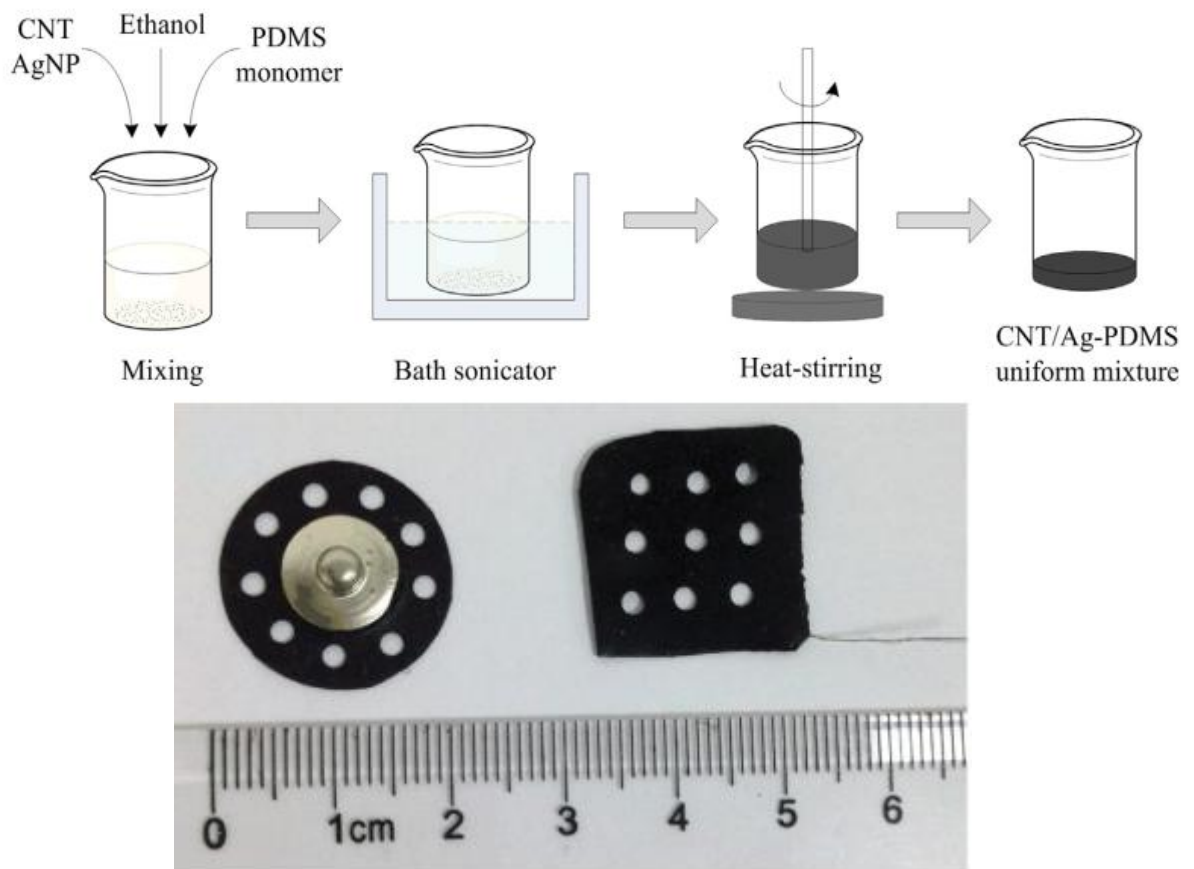 CNT
AgNP
Ethanol
PDMS
monomer
Mixing
Bath sonicator
Heat-stirring
CNT/Ag-PDMS
uniform mixture
0 1cm 2 3 4 5 6